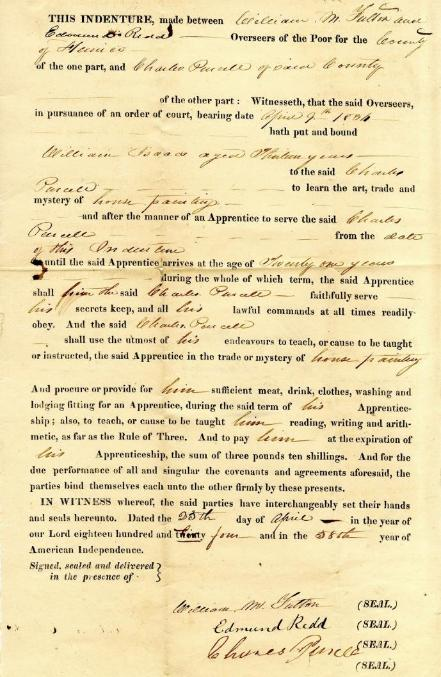 THIS INDENTURE, made between William M. Fulton and
Edmund Redd Overseers of the Poor for the County
of Henrico
of the one part, and Charles Purcell of said County
of the other part: Witnesseth, that the said Overseers,
in pursuance of an order of court, bearing date April 9th 1834
hath put and bound
William Isaacs aged Thirteen years
to the said Charles
Purcell to learn the art, trade and
mystery of house painting
and after the manner of an Apprentice to serve the said Charles
Purcell from the date
of this Indenture
until the said Apprentice arrives at the age of Twenty one years
during the whole of which term, the said Apprentice
shall the said Charles Purcell faithfully serve
his secrets keep, and all his lawful commands at all times readily
obey. And the said Charles Purcell
shall use the utmost of his endeavours to teach, or cause to be taught
or instructed, the said Apprentice in the trade or mystery of house painting
And procure or provide for him sufficient meat, drink, clothes, washing and
lodging fitting for an Apprentice, during the said term of his Apprentice-
ship; also, to teach, or cause to be taught him reading, writing and arith-
metic, as far as the Rule of Three. And to pay him at the expiration of
his Apprenticeship, the sum of three pounds ten shillings. And for the
due performance of all and singular the covenants and agreements aforesaid, the
parties bind themselves each unto the other firmly by these presents.
IN WITNESS whereof, the said parties have interchangeably set their hands
and seals hereunto. Dated the day of April in the year of
our Lord eighteen hundred and thirty four and in the 58th year of
American Independence.
Signed, sealed and delivered }
in the presence of }
William M. Fulton (SEAL.)
Edmund Redd (SEAL.)
Charles Purcell (SEAL.)
(SEAL.)